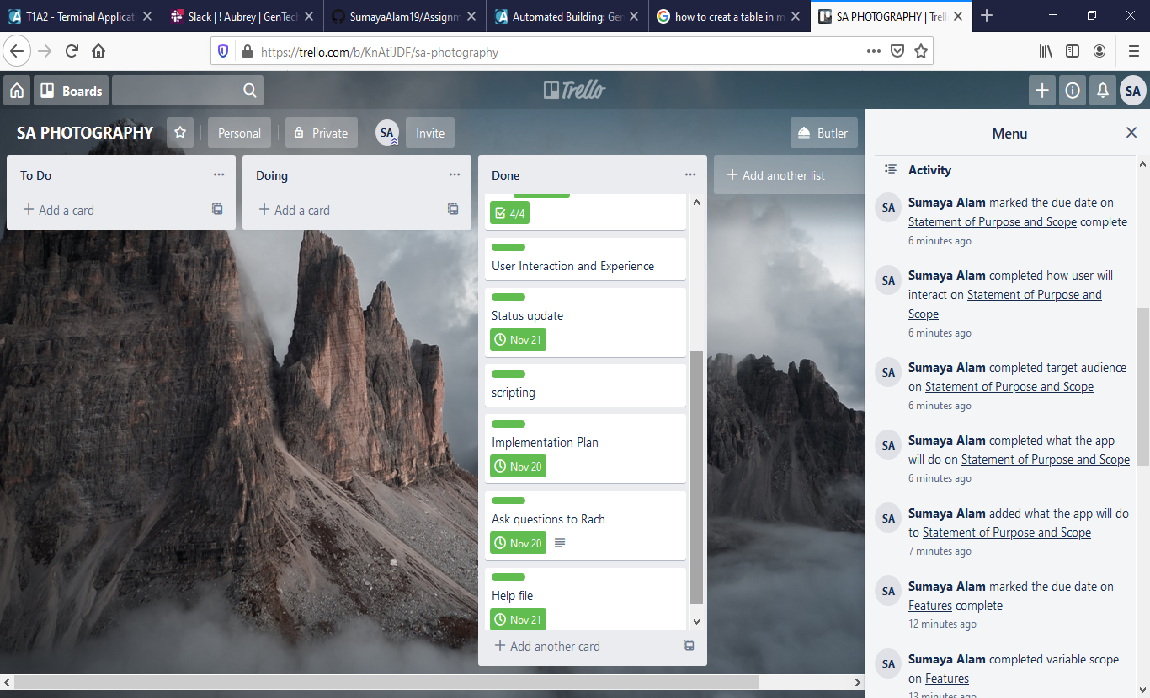 T1A2 - Terminal Applicati
Slack | ! Aubrey | GenTech
SumayaAlam19/Assignm
Automated Building: Gen
how to creat a table in m
SA PHOTOGRAPHY | Trell
https://trello.com/b/KnAtIJDF/sa-photography
Boards
Trello
SA
SA PHOTOGRAPHY
Personal
Private
SA
Invite
Butler
To Do
+ Add a card
Doing
+ Add a card
Done
4/4
User Interaction and Experience
Status update
Nov 21
scripting
Implementation Plan
Nov 20
Ask questions to Rach
Nov 20
Help file
Nov 21
+ Add another card
+ Add another list
Menu
Activity
SA
Sumaya Alam marked the due date on
Statement of Purpose and Scope complete
6 minutes ago
SA
Sumaya Alam completed how user will
interact on Statement of Purpose and
Scope
6 minutes ago
SA
Sumaya Alam completed target audience
on Statement of Purpose and Scope
6 minutes ago
SA
Sumaya Alam completed what the app
will do on Statement of Purpose and Scope
6 minutes ago
SA
Sumaya Alam added what the app will do
to Statement of Purpose and Scope
7 minutes ago
SA
Sumaya Alam marked the due date on
Features complete
12 minutes ago
SA
Sumaya Alam completed variable scope
on Features
13 minutes ago